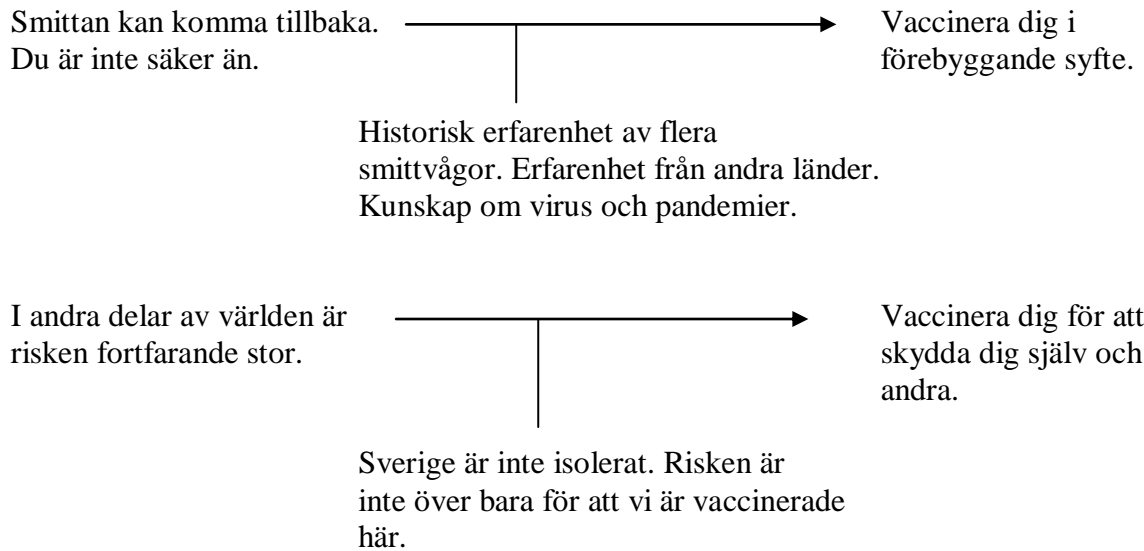 Smittan kan komma tillbaka.
Du är inte säker än.
Vaccinera dig i
förebyggande syfte.
Historisk erfarenhet av flera
smittvågor. Erfarenhet från andra länder.
Kunskap om virus och pandemier.
I andra delar av världen är
risken fortfarande stor.
Vaccinera dig för att
skydda dig själv och
andra.
Sverige är inte isolerat. Risken är
inte över bara för att vi är vaccinerade
här.